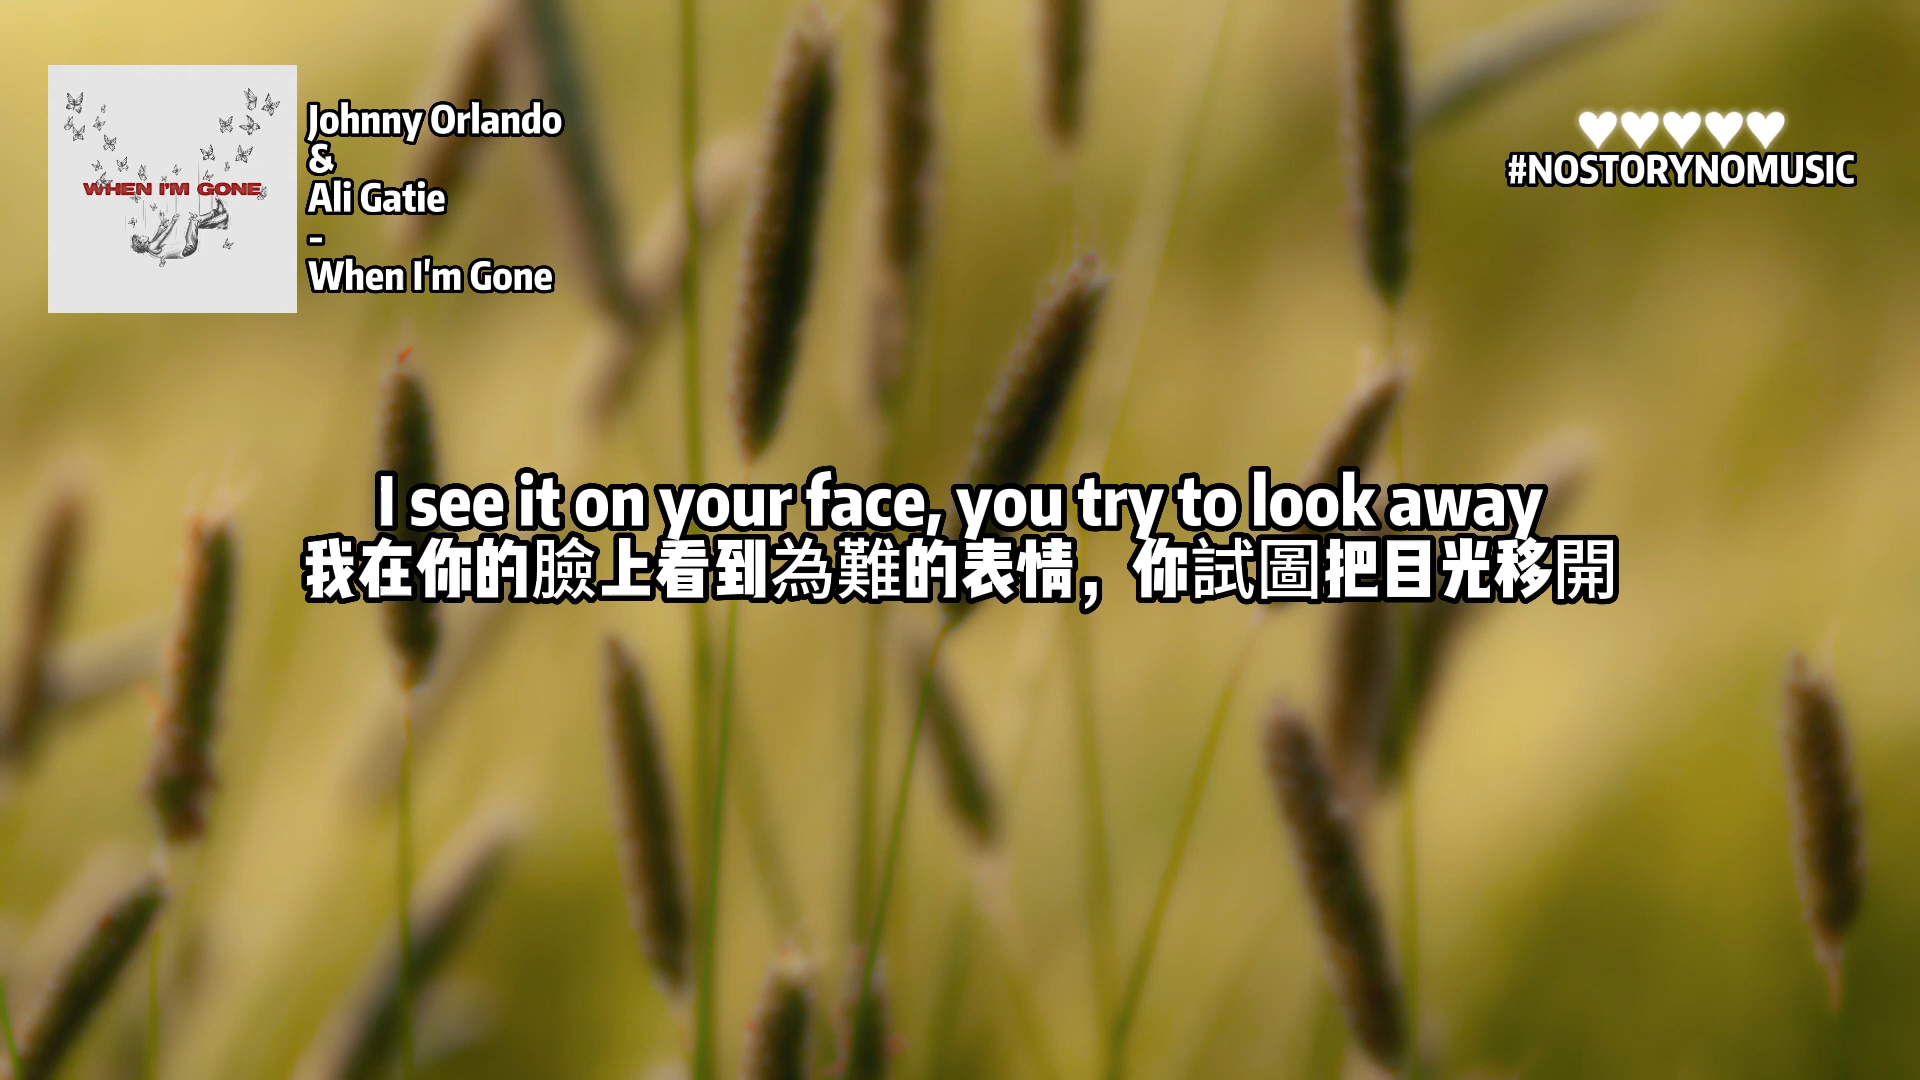 WHEN I'M GONE
Johnny Orlando
&
Ali Gatie
-
When I'm Gone
♥♥♥♥♥
#NOSTORYNOMUSIC
I see it on your face, you try to look away
我在你的臉上看到為難的表情，你試圖把目光移開